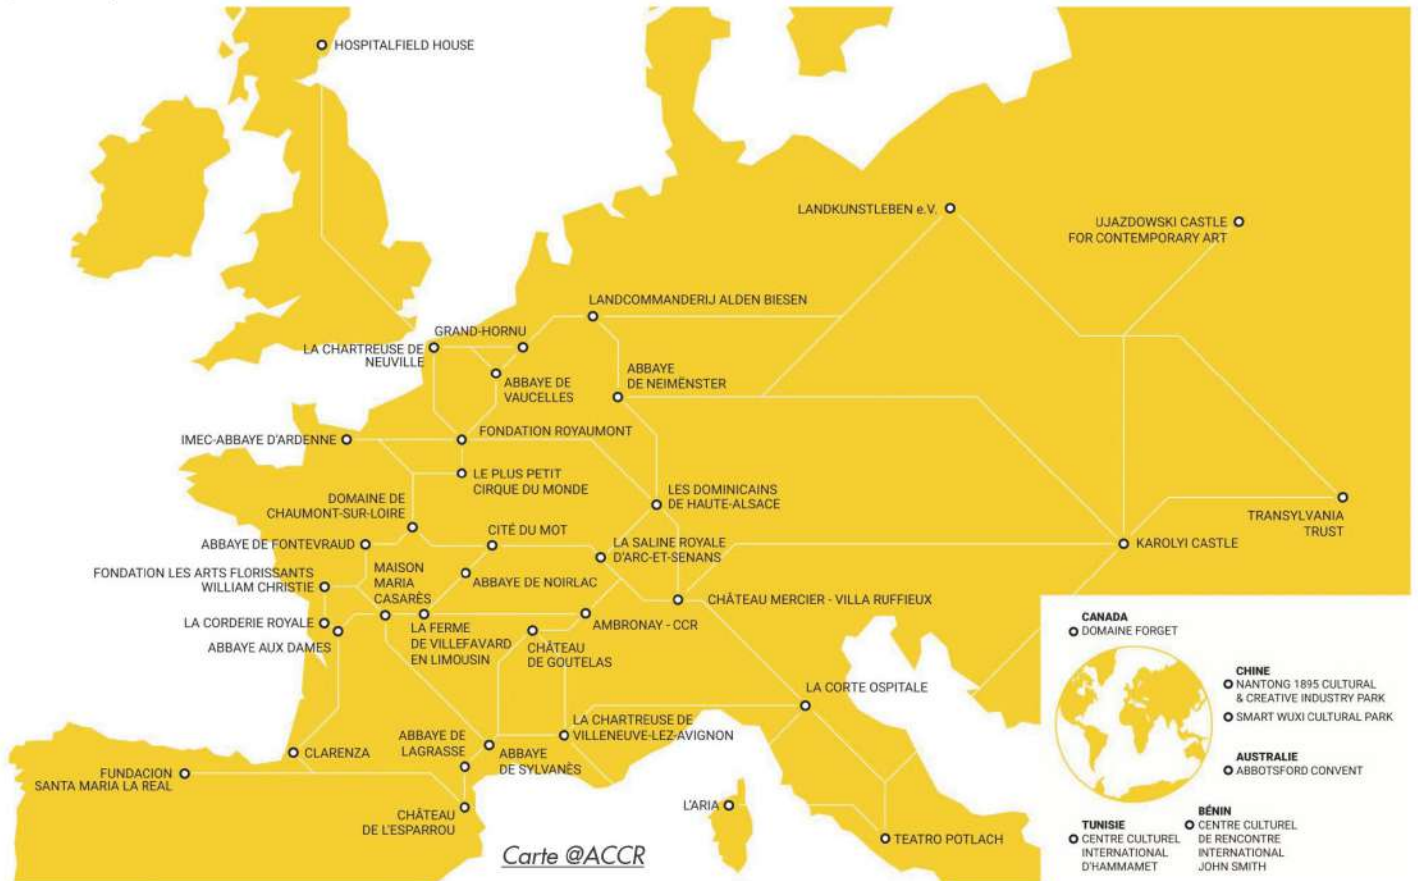 HOSPITALFIELD HOUSE
LANDKUNSTLEBEN e.V.
UJAZDOWSKI CASTLE
FOR CONTEMPORARY ART
LANDCOMMANDERIJ ALDEN BIESEN
GRAND-HORNU
LA CHARTREUSE DE
NEUVILLE
ABBAYE DE
VAUCELLES
ABBAYE
DE NEIMËNSTER
IMEC-ABBAYE D'ARDENNE
FONDATION ROYAUMONT
LE PLUS PETIT
CIRQUE DU MONDE
DOMAINE DE
CHAUMONT-SUR-LOIRE
LES DOMINICAINS
DE HAUTE-ALSACE
TRANSYLVANIA
TRUST
ABBAYE DE FONTEVRAUD
CITÉ DU MOT
LA SALINE ROYALE
D'ARC-ET-SENANS
KAROLYI CASTLE
FONDATION LES ARTS FLORISSANTS
WILLIAM CHRISTIE
MAISON
MARIA
CASARÈS
ABBAYE DE NOIRLAC
CHÂTEAU MERCIER - VILLA RUFFIEUX
LA CORDERIE ROYALE
ABBAYE AUX DAMES
LA FERME
DE VILLEFAVARD
EN LIMOUSIN
AMBRONAY - CCR
CHÂTEAU
DE GOUTELAS
LA CORTE OSPITALE
LA CHARTREUSE DE
VILLENEUVE-LEZ-AVIGNON
CLARENZA
ABBAYE DE
LAGRASSE
ABBAYE
DE SYLVANÈS
FUNDACION
SANTA MARIA LA REAL
CHÂTEAU
DE L'ESPARROU
L'ARIA
TEATRO POTLACH
Carte @ACCR
CANADA
DOMAINE FORGET
CHINE
NANTONG 1895 CULTURAL
& CREATIVE INDUSTRY PARK
SMART WUXI CULTURAL PARK
AUSTRALIE
ABBOTSFORD CONVENT
TUNISIE
CENTRE CULTUREL
INTERNATIONAL
D'HAMMAMET
BÉNIN
CENTRE CULTUREL
DE RENCONTRE
INTERNATIONAL
JOHN SMITH